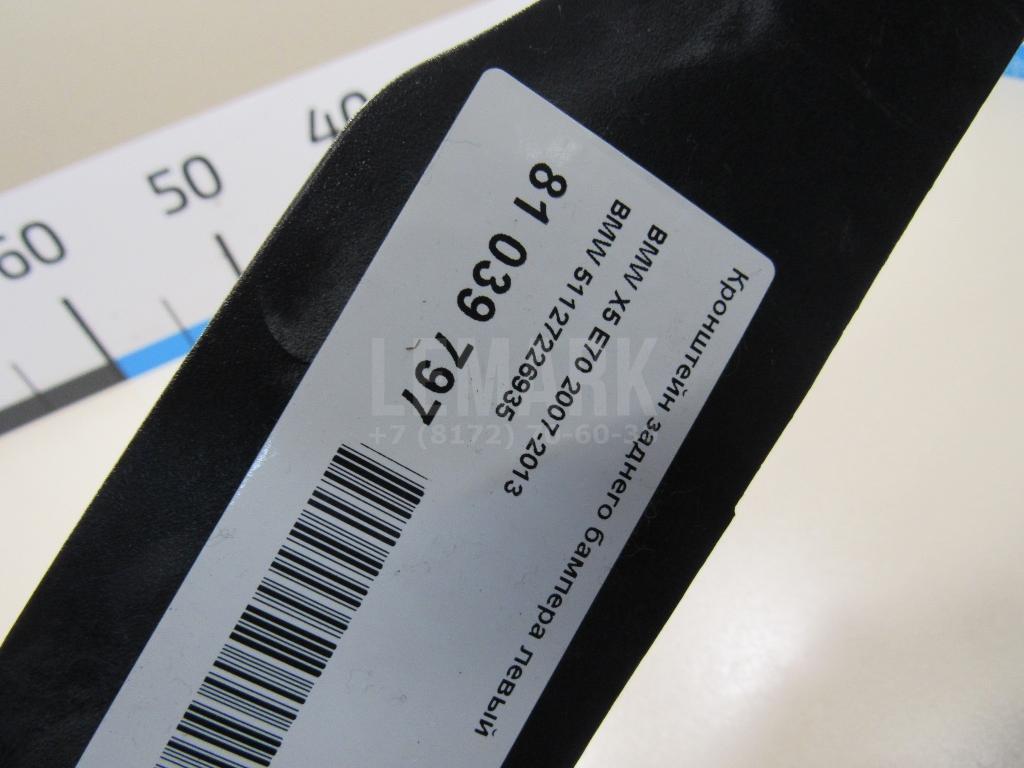 Кронштейн заднего бампера левый
BMW X5 E70 2007-2013
BMW 51127226935
81 039 797
60
50
40
LEMARK
+7 (8172)